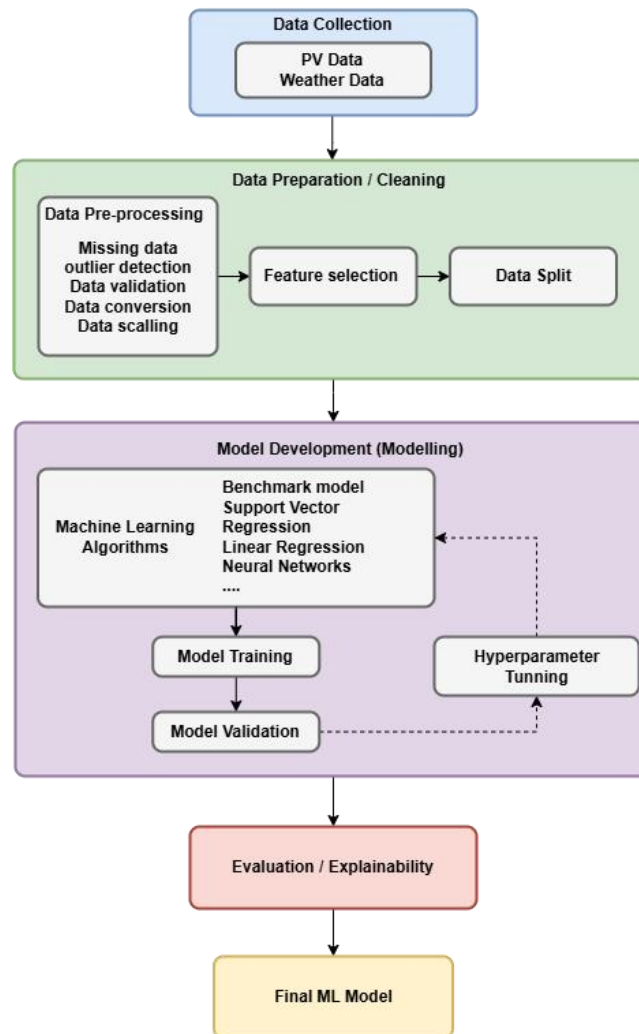 Data Collection
PV Data
Weather Data
Data Preparation / Cleaning
Data Pre-processing
Missing data
outlier detection
Data validation
Data conversion
Data scalling
Feature selection
Data Split
Model Development (Modelling)
Machine Learning
Algorithms
Benchmark model
Support Vector
Regression
Linear Regression
Neural Networks
....
Model Training
Model Validation
Hyperparameter
Tunning
Evaluation / Explainability
Final ML Model